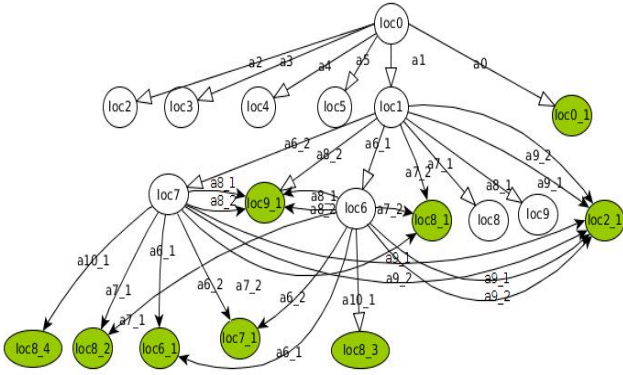 loc0
a2 a3 a4 a5 a1 a0
loc2 loc3 loc4 loc5 loc1 loc0_1
a6_2 a8_2 a6_1 a7_2 a7_1 a8_1 a9_1 a9_2
loc7 a8_1 a8_2 loc9_1 a8_1 a8_2 loc6 a7_2 loc8_1 loc8 loc9 loc2_1
a10_1 a7_1 a6_1 a6_2 a7_2 a6_2 a10_1 a9_1 a9_2 a9_1 a9_2
a7_1 a6_1
loc8_4 loc8_2 loc6_1 loc7_1 loc8_3